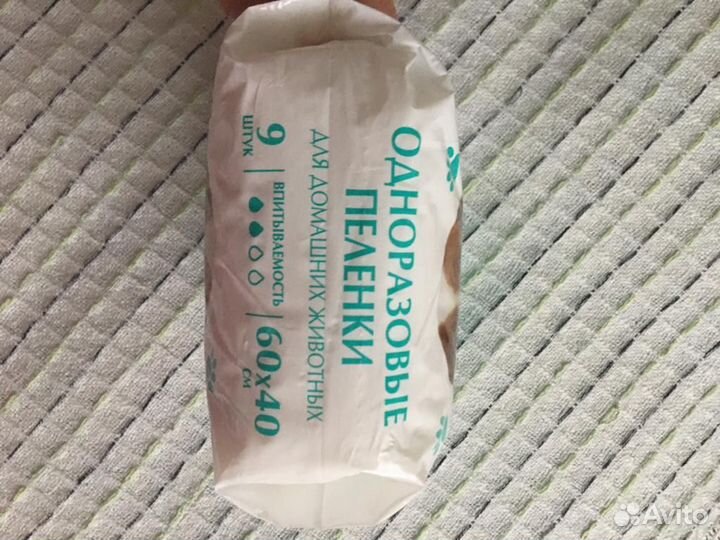 ОДНОРАЗОВЫЕ
ПЕЛЕНКИ
ДЛЯ ДОМАШНИХ ЖИВОТНЫХ
9 ШТУК
ВПИТЫВАЕМОСТЬ
60х40 СМ
Avito